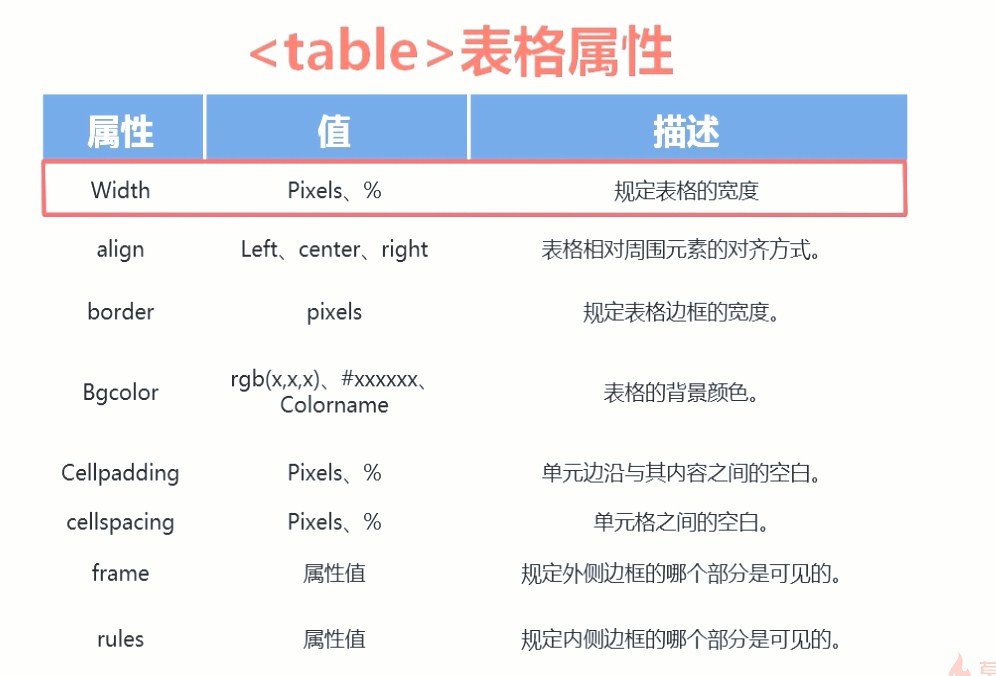 <table>表格属性
属性 值 描述
Width Pixels、% 规定表格的宽度
align Left、center、right 表格相对周围元素的对齐方式。
border pixels 规定表格边框的宽度。
Bgcolor rgb(x,x,x)、#xxxxxx、 Colorname 表格的背景颜色。
Cellpadding Pixels、% 单元边沿与其内容之间的空白。
cellspacing Pixels、% 单元格之间的空白。
frame 属性值 规定外侧边框的哪个部分是可见的。
rules 属性值 规定内侧边框的哪个部分是可见的。